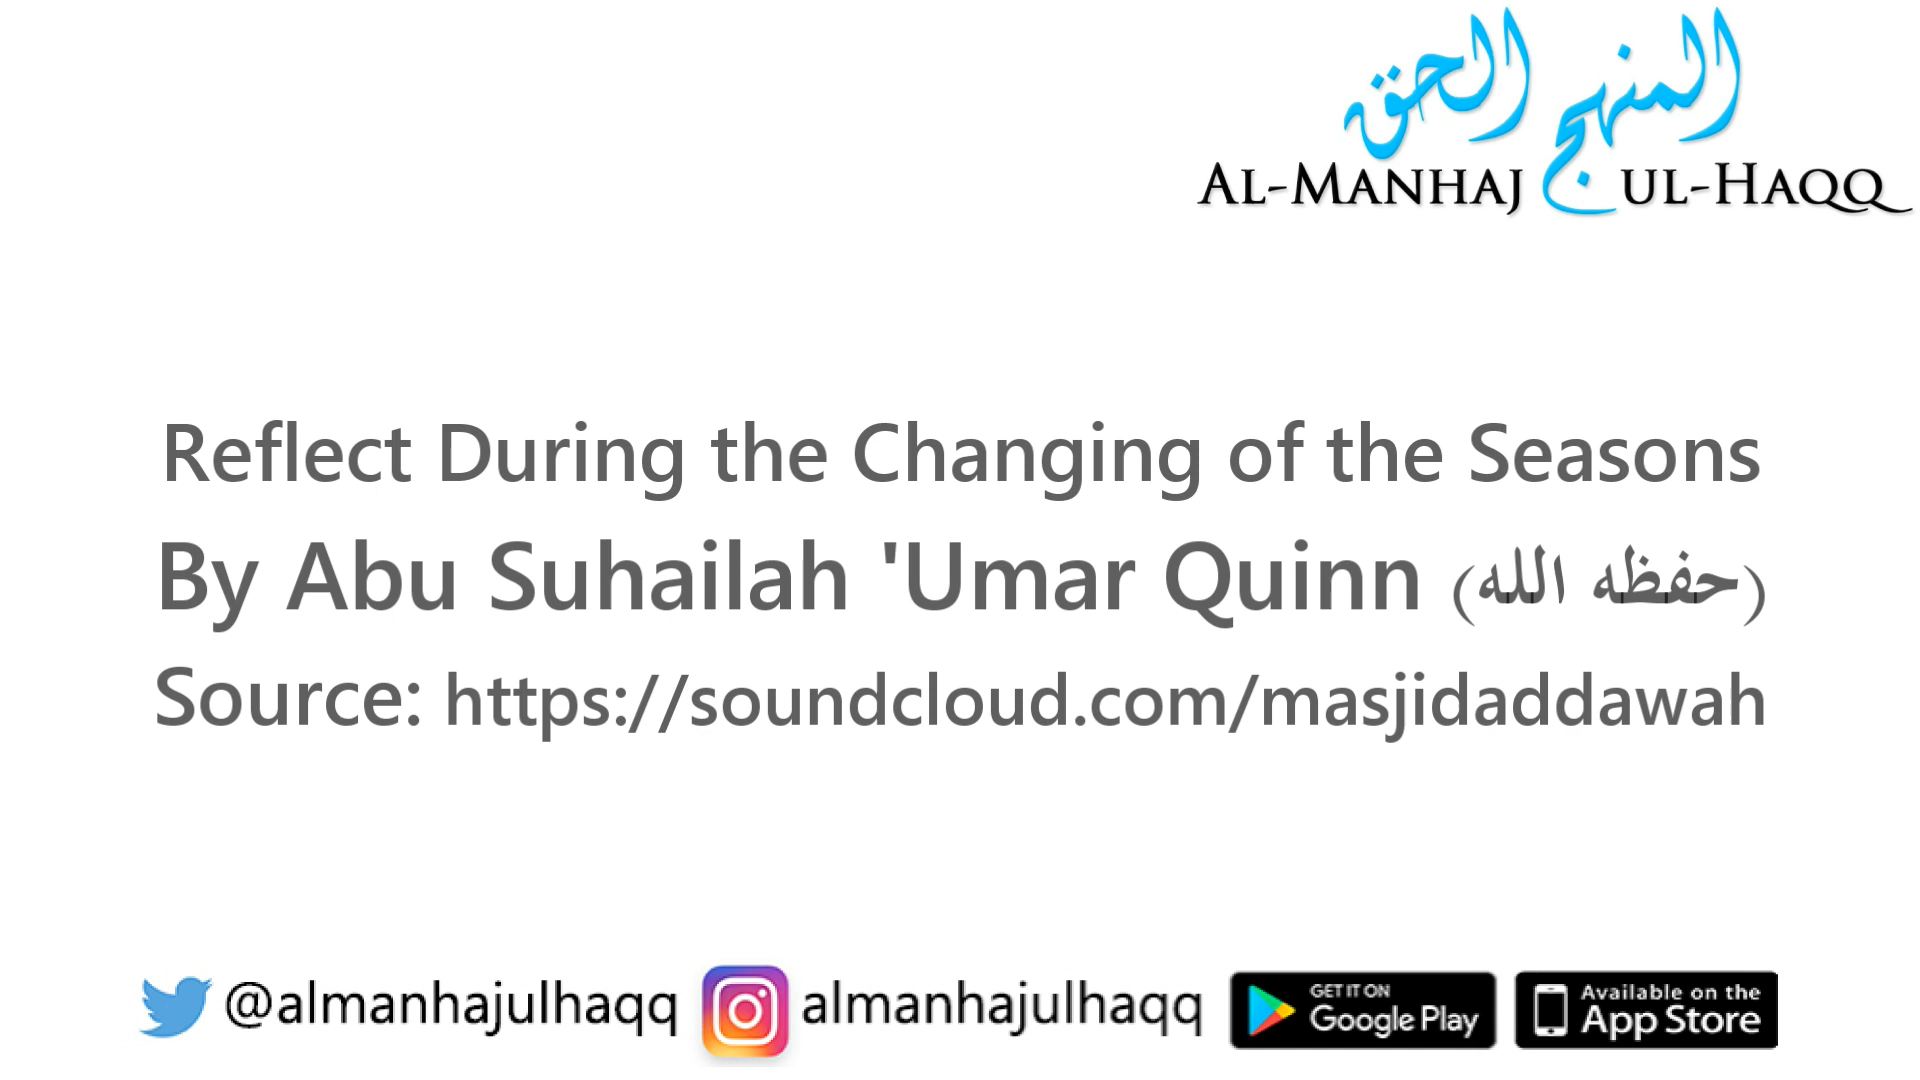 المنهج الحق
AL-MANHAJ UL-HAQQ
Reflect During the Changing of the Seasons
By Abu Suhailah 'Umar Quinn (حفظه الله)
Source: https://soundcloud.com/masjidaddawah
@almanhajulhaqq almanhajulhaqq GET IT ON Google Play Available on the App Store